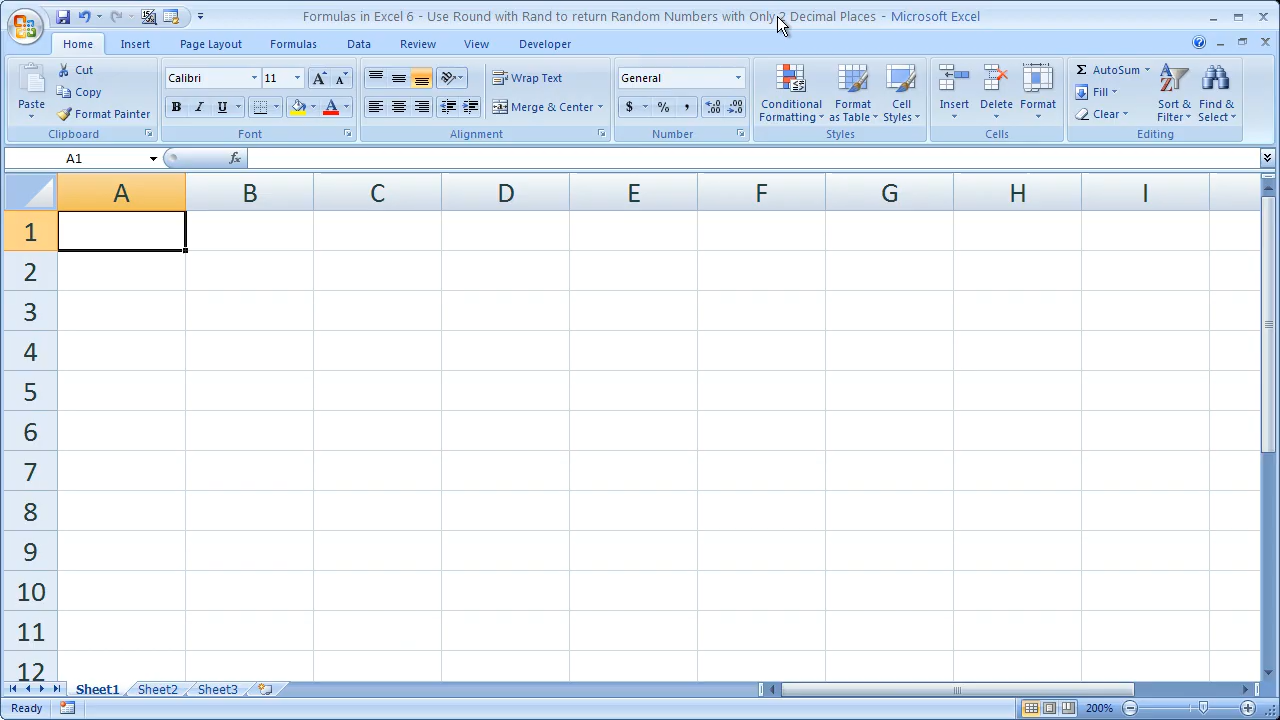 Formulas in Excel 6 - Use Round with Rand to return Random Numbers with Only 2 Decimal Places - Microsoft Excel
Home Insert Page Layout Formulas Data Review View Developer
Paste Cut Copy Format Painter Clipboard
Calibri 11 B I U A A A Font
Wrap Text Merge & Center Alignment
General $ % , .00 Number
Conditional Formatting Format as Table Cell Styles Styles
Insert Delete Format Cells
Σ AutoSum Fill Clear Sort & Filter Find & Select Editing
A1 fx
A B C D E F G H I
1
2
3
4
5
6
7
8
9
10
11
12
Sheet1 Sheet2 Sheet3
Ready 200%